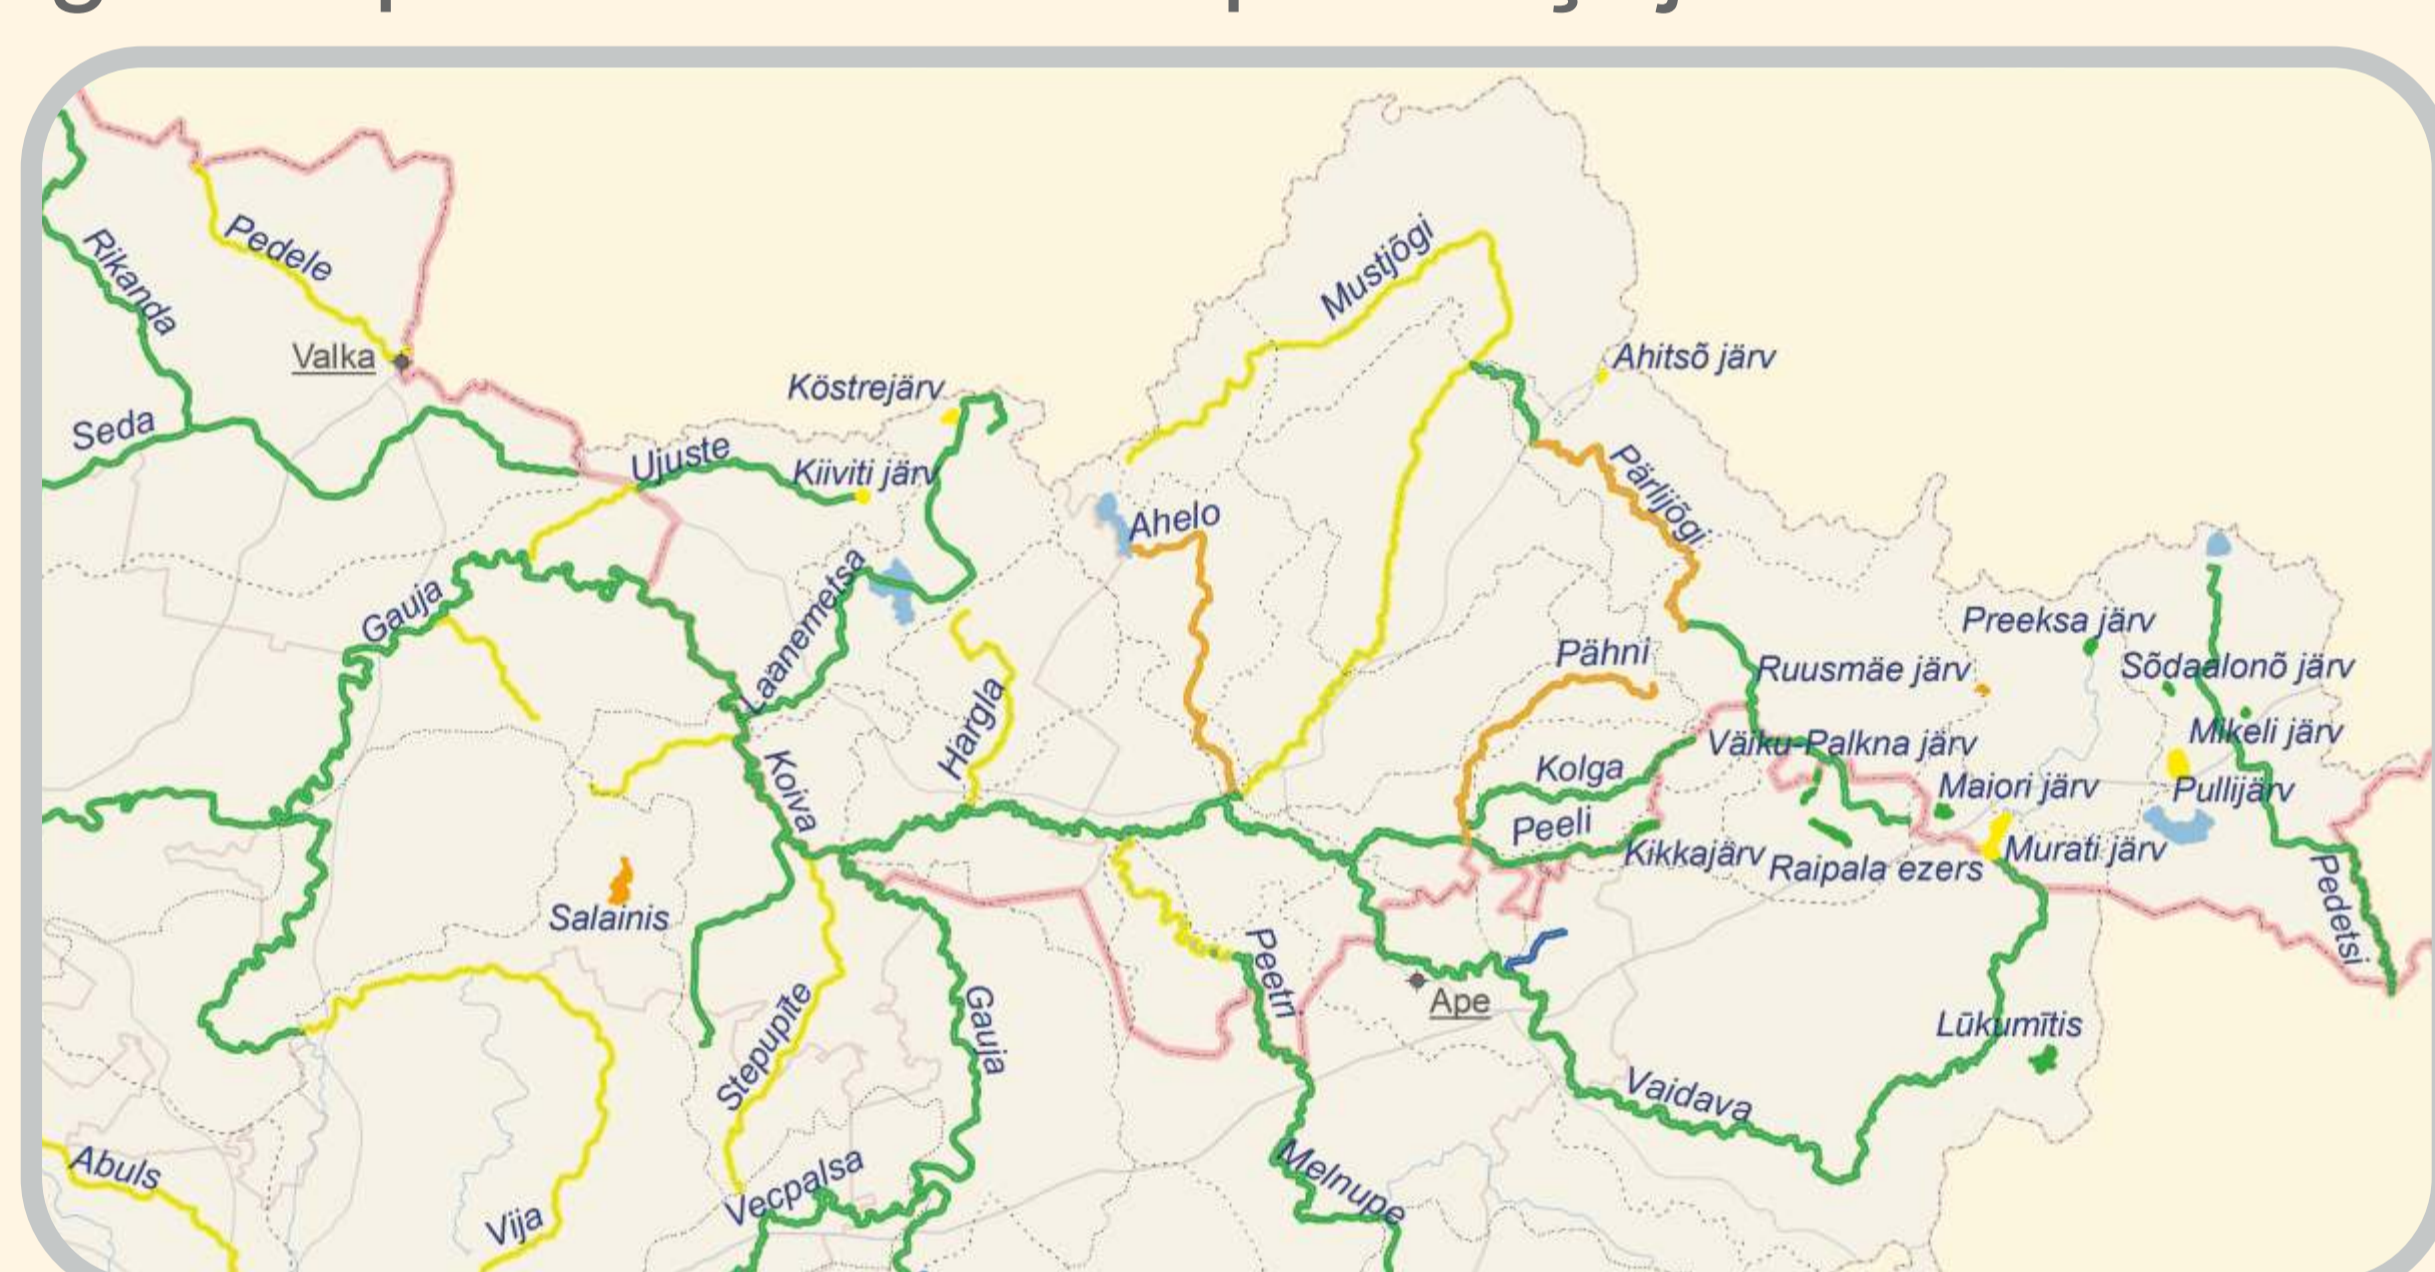 Rikanda
Pedele
Valka
Seda
Ujuste
Köstrejärv
Kiiviti järv
Mustjõgi
Ahitsõ järv
Pärlijõgi
Ahelo
Gauja
Laanemetsa
Koiva
Hargla
Pähni
Kolga
Peeli
Ruusmäe järv
Preeksa järv
Sõdaalonõ järv
Väiku-Palkna järv
Mikeli järv
Maiori järv
Pullijärv
Kikkajärv
Raipala ezers
Murati järv
Pedetsi
Salainis
Stepupīte
Gauja
Peetri
Ape
Lūkumītis
Vaidava
Abuls
Vija
Vecpalsa
Melnupe